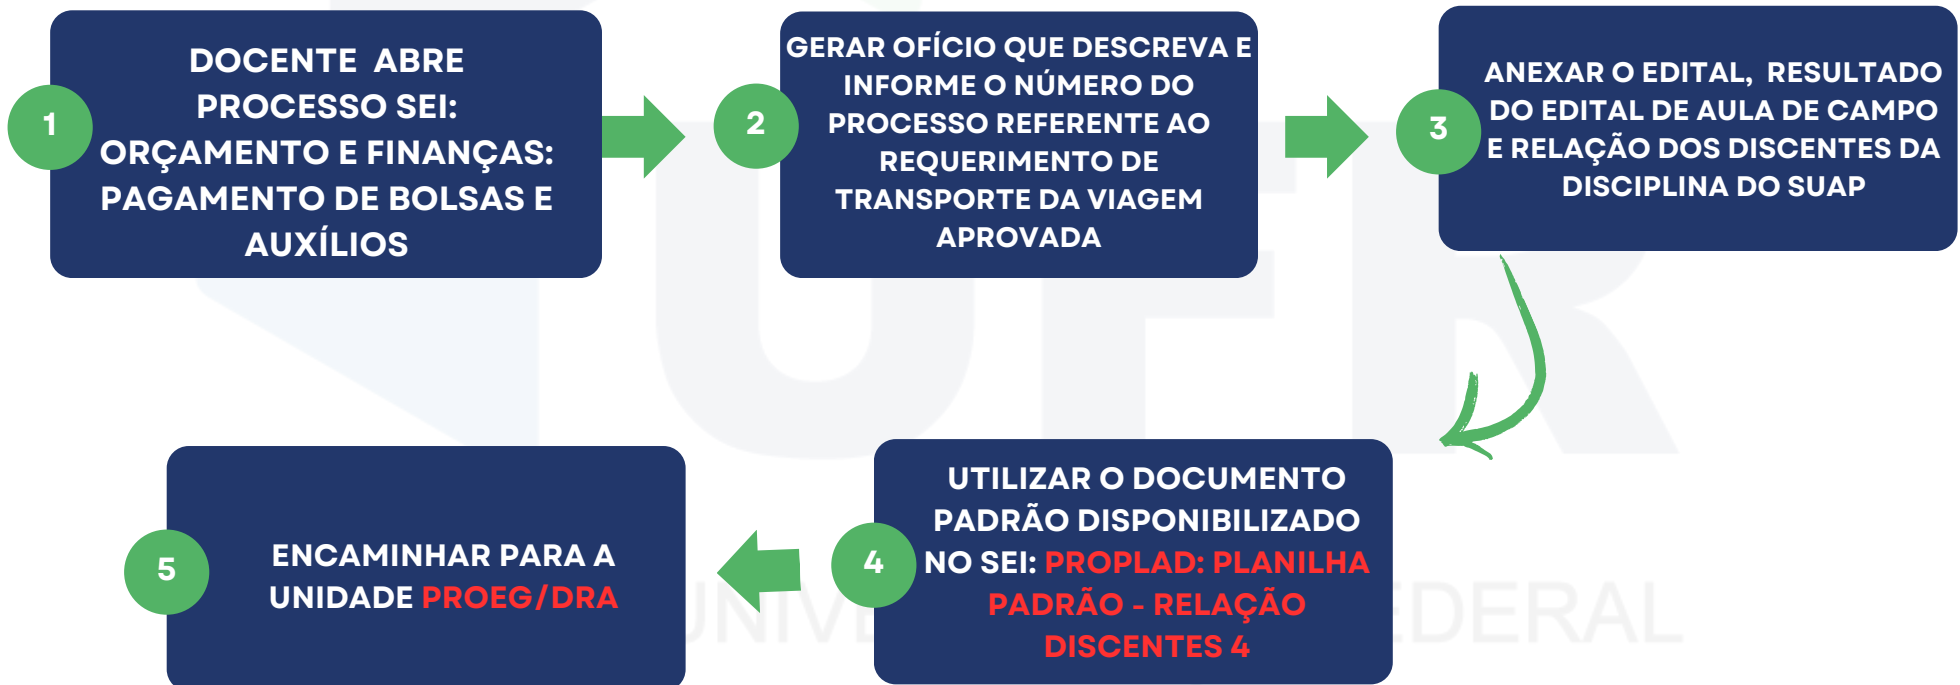 1
DOCENTE ABRE
PROCESSO SEI:
ORÇAMENTO E FINANÇAS:
PAGAMENTO DE BOLSAS E
AUXÍLIOS
2
GERAR OFÍCIO QUE DESCREVA E
INFORME O NÚMERO DO
PROCESSO REFERENTE AO
REQUERIMENTO DE
TRANSPORTE DA VIAGEM
APROVADA
3
ANEXAR O EDITAL, RESULTADO
DO EDITAL DE AULA DE CAMPO
E RELAÇÃO DOS DISCENTES DA
DISCIPLINA DO SUAP
4
UTILIZAR O DOCUMENTO
PADRÃO DISPONIBILIZADO
NO SEI: PROPLAD: PLANILHA
PADRÃO - RELAÇÃO
DISCENTES 4
5
ENCAMINHAR PARA A
UNIDADE PROEG/DRA
UFR